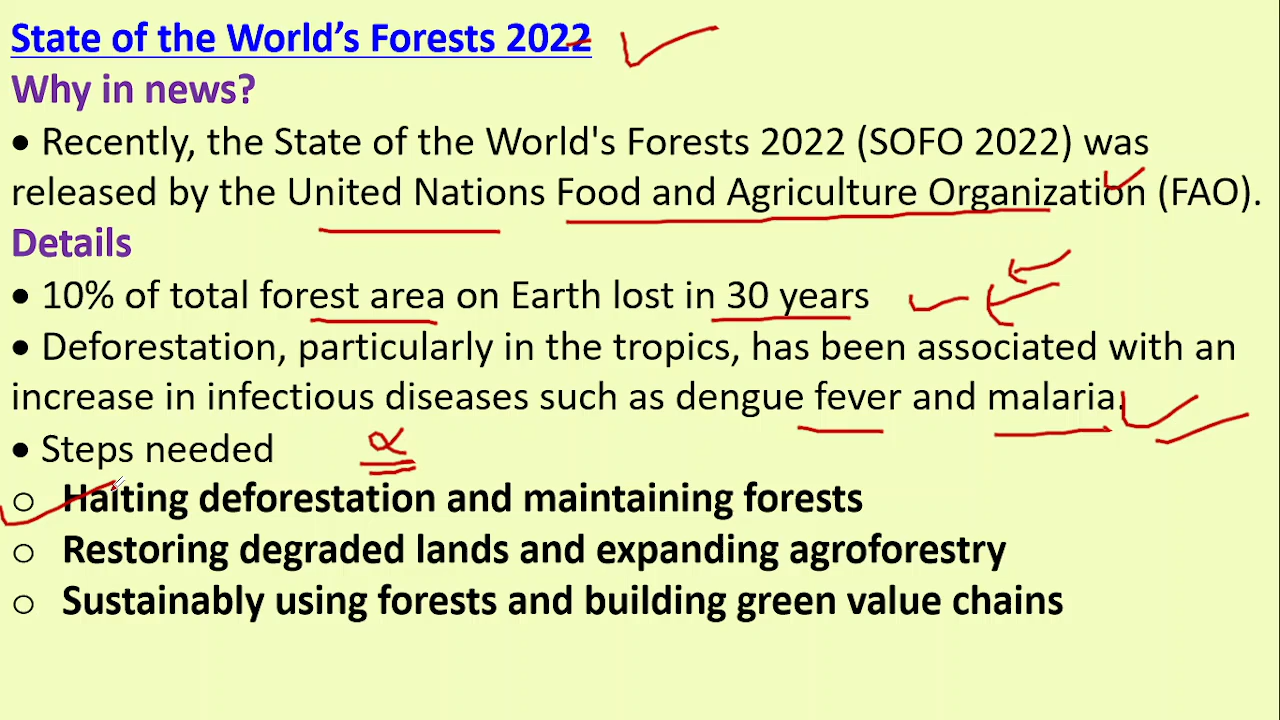 State of the World's Forests 2022
Why in news?
• Recently, the State of the World's Forests 2022 (SOFO 2022) was
released by the United Nations Food and Agriculture Organization (FAO).
Details
• 10% of total forest area on Earth lost in 30 years
• Deforestation, particularly in the tropics, has been associated with an
increase in infectious diseases such as dengue fever and malaria.
• Steps needed
o Halting deforestation and maintaining forests
o Restoring degraded lands and expanding agroforestry
o Sustainably using forests and building green value chains